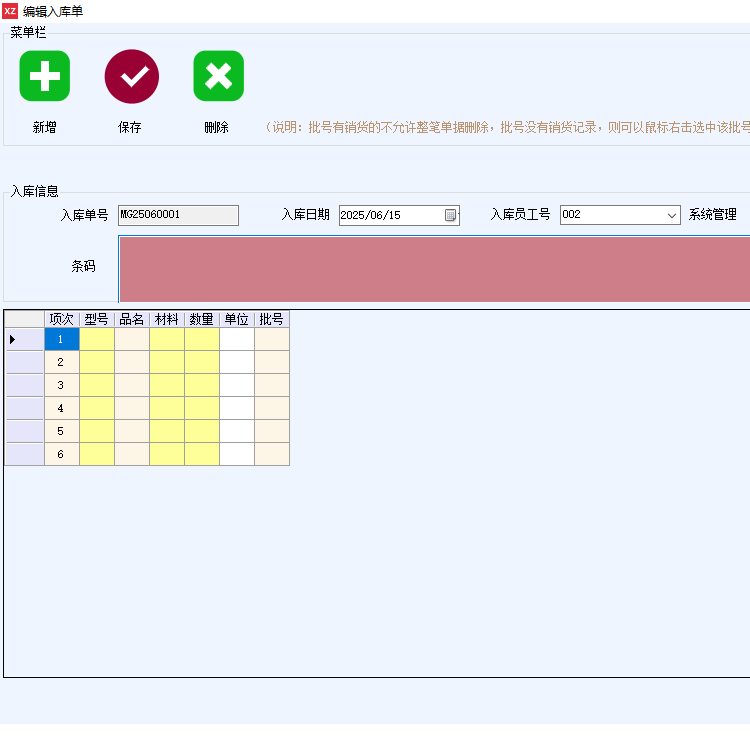 XZ 编辑入库单
菜单栏
新增 保存 删除 （说明：批号有销货的不允许整笔单据删除，批号没有销货记录，则可以鼠标右击选中该批号
入库信息
入库单号 MG25060001 入库日期 2025/06/15 入库员工号 002 系统管理
条码
项次 型号 品名 材料 数量 单位 批号
1
2
3
4
5
6